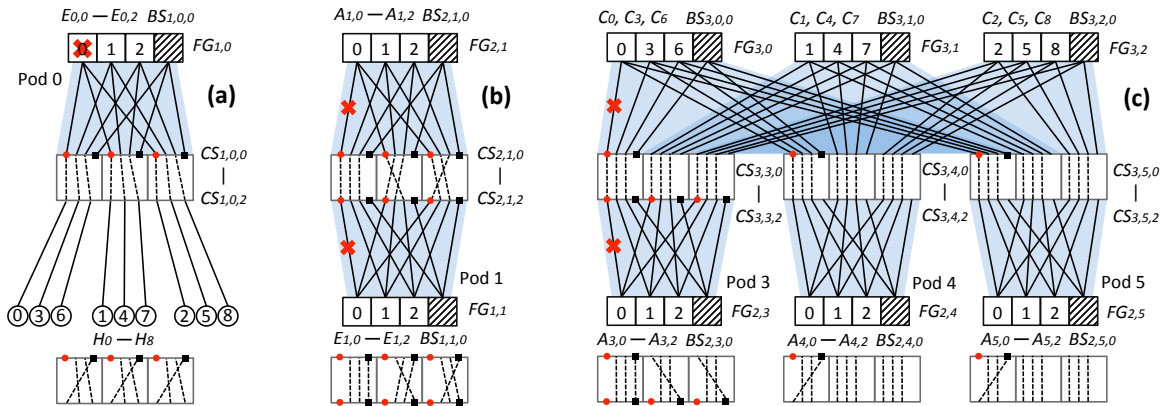 E0,0 — E0,2 BS1,0,0
0 1 2 FG1,0
Pod 0
(a)
CS1,0,0
CS1,0,2
0 3 6 1 4 7 2 5 8
H0 — H8
A1,0 — A1,2 BS2,1,0
0 1 2 FG2,1
(b)
CS2,1,0
CS2,1,2
Pod 1
0 1 2 FG1,1
E1,0 — E1,2 BS1,1,0
C0, C3, C6 BS3,0,0 C1, C4, C7 BS3,1,0 C2, C5, C8 BS3,2,0
0 3 6 FG3,0 1 4 7 FG3,1 2 5 8 FG3,2
(c)
CS3,3,0 CS3,4,0 CS3,5,0
CS3,3,2 CS3,4,2 CS3,5,2
Pod 3 Pod 4 Pod 5
0 1 2 FG2,3 0 1 2 FG2,4 0 1 2 FG2,5
A3,0 — A3,2 BS2,3,0 A4,0 — A4,2 BS2,4,0 A5,0 — A5,2 BS2,5,0